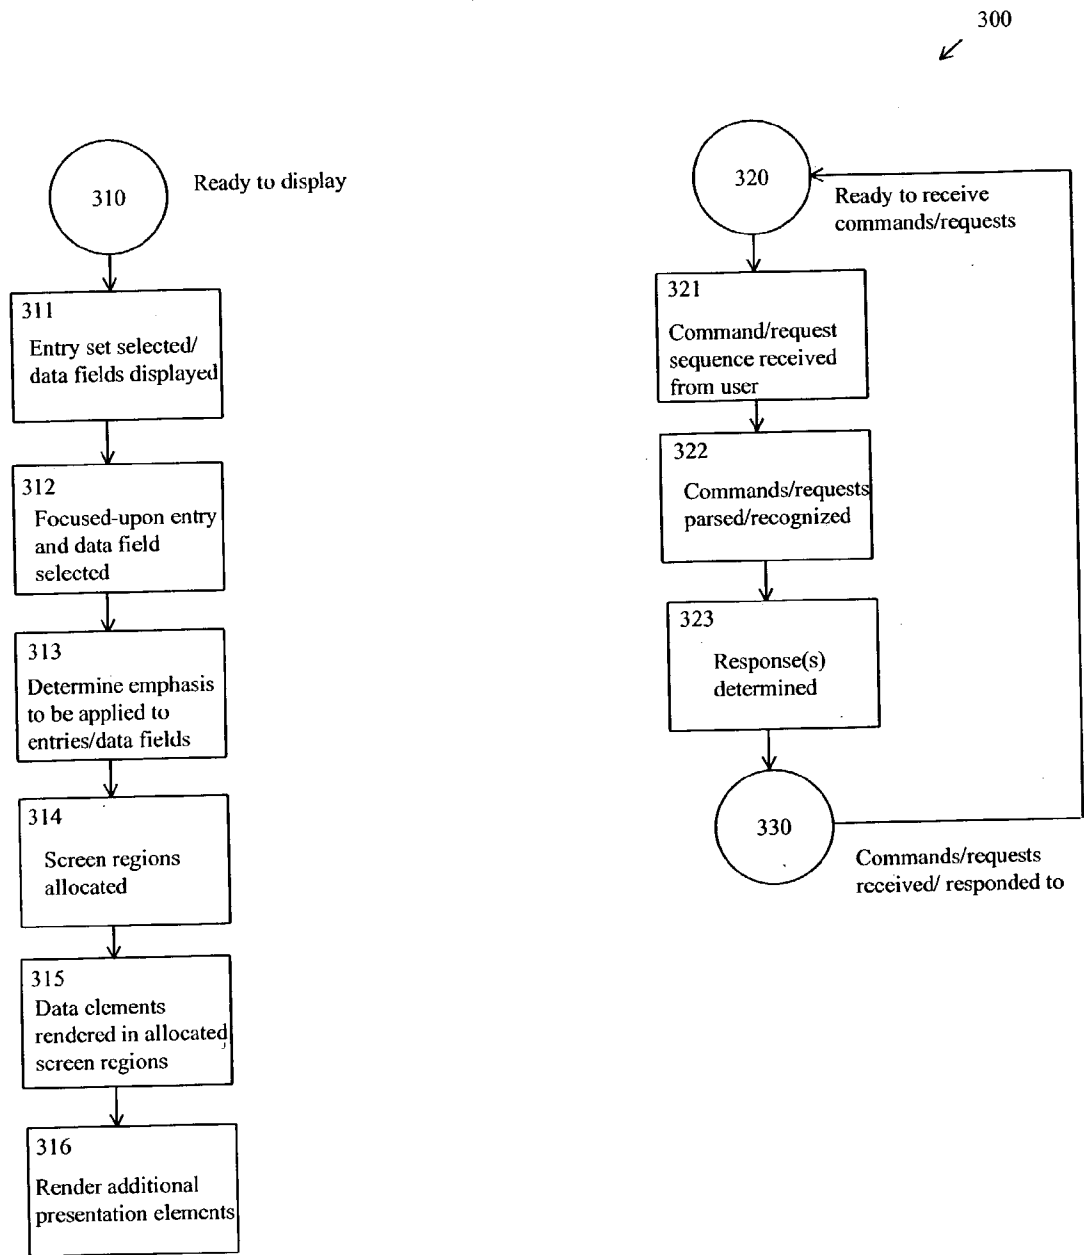 300
310
Ready to display
311
Entry set selected/
data fields displayed
312
Focused-upon entry
and data field
selected
313
Determine emphasis
to be applied to
entries/data fields
314
Screen regions
allocated
315
Data elements
rendered in allocated
screen regions
316
Render additional
presentation elements
320
Ready to receive
commands/requests
321
Command/request
sequence received
from user
322
Commands/requests
parsed/recognized
323
Response(s)
determined
330
Commands/requests
received/ responded to